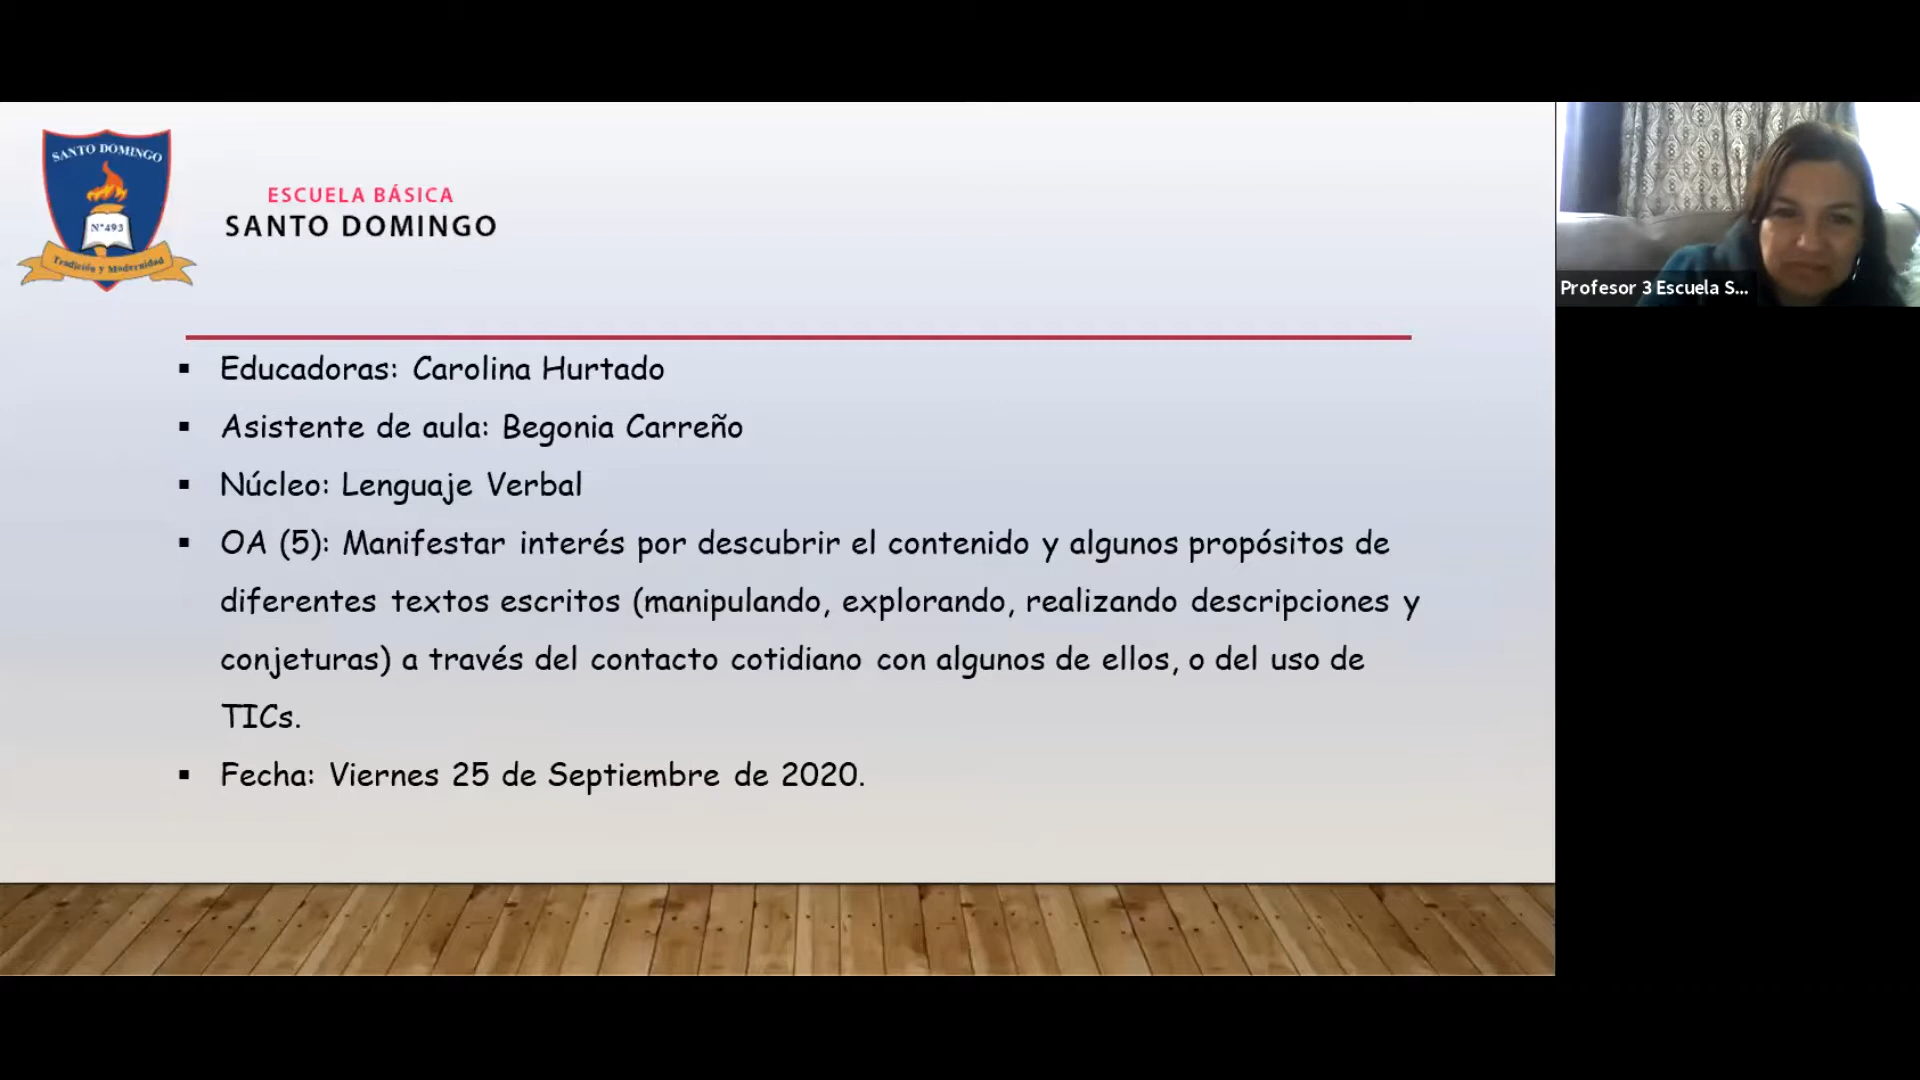 SANTO DOMINGO
N°493
Tradición y Modernidad
ESCUELA BÁSICA
SANTO DOMINGO
▪ Educadoras: Carolina Hurtado
▪ Asistente de aula: Begonia Carreño
▪ Núcleo: Lenguaje Verbal
▪ OA (5): Manifestar interés por descubrir el contenido y algunos propósitos de
diferentes textos escritos (manipulando, explorando, realizando descripciones y
conjeturas) a través del contacto cotidiano con algunos de ellos, o del uso de
TICs.
▪ Fecha: Viernes 25 de Septiembre de 2020.
Profesor 3 Escuela S...